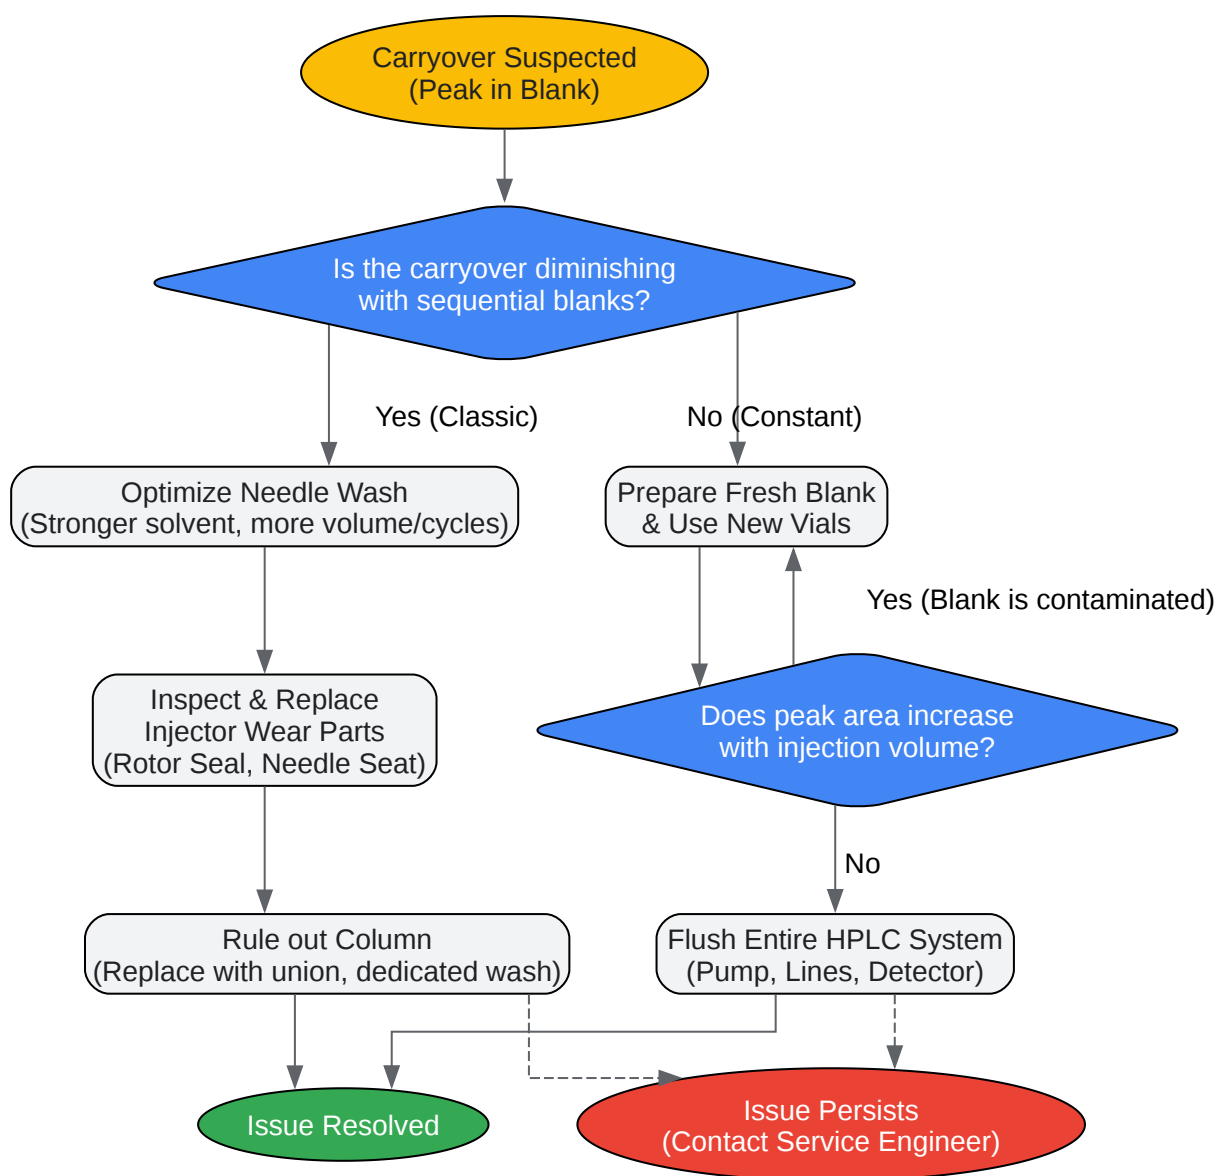 Carryover Suspected
(Peak in Blank)
Is the carryover diminishing
with sequential blanks?
Yes (Classic)
No (Constant)
Optimize Needle Wash
(Stronger solvent, more volume/cycles)
Prepare Fresh Blank
& Use New Vials
Yes (Blank is contaminated)
Inspect & Replace
Injector Wear Parts
(Rotor Seal, Needle Seat)
Does peak area increase
with injection volume?
No
Rule out Column
(Replace with union, dedicated wash)
Flush Entire HPLC System
(Pump, Lines, Detector)
Issue Resolved
Issue Persists
(Contact Service Engineer)